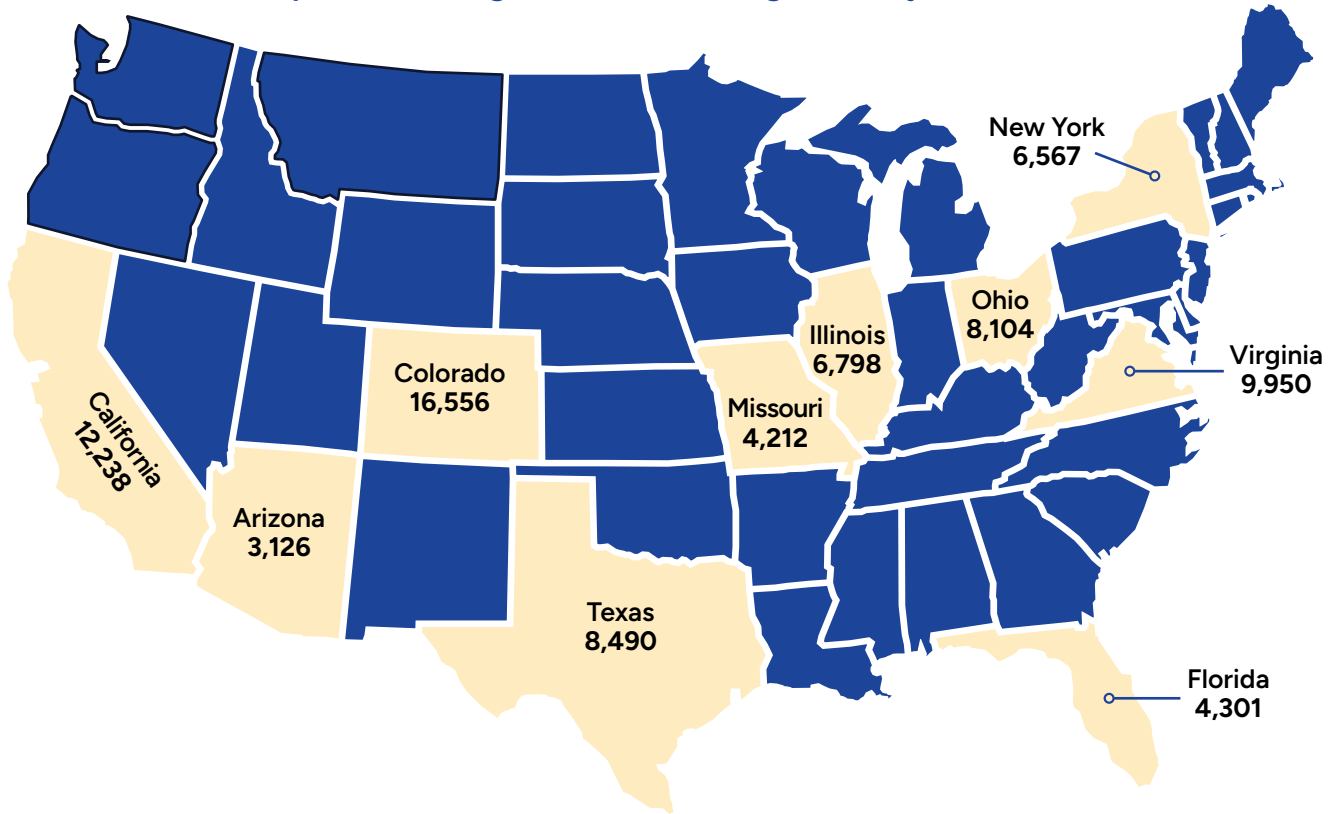 New York
6,567
Ohio
8,104
Illinois
6,798
Virginia
9,950
Colorado
16,556
Missouri
4,212
California
12,238
Arizona
3,126
Texas
8,490
Florida
4,301